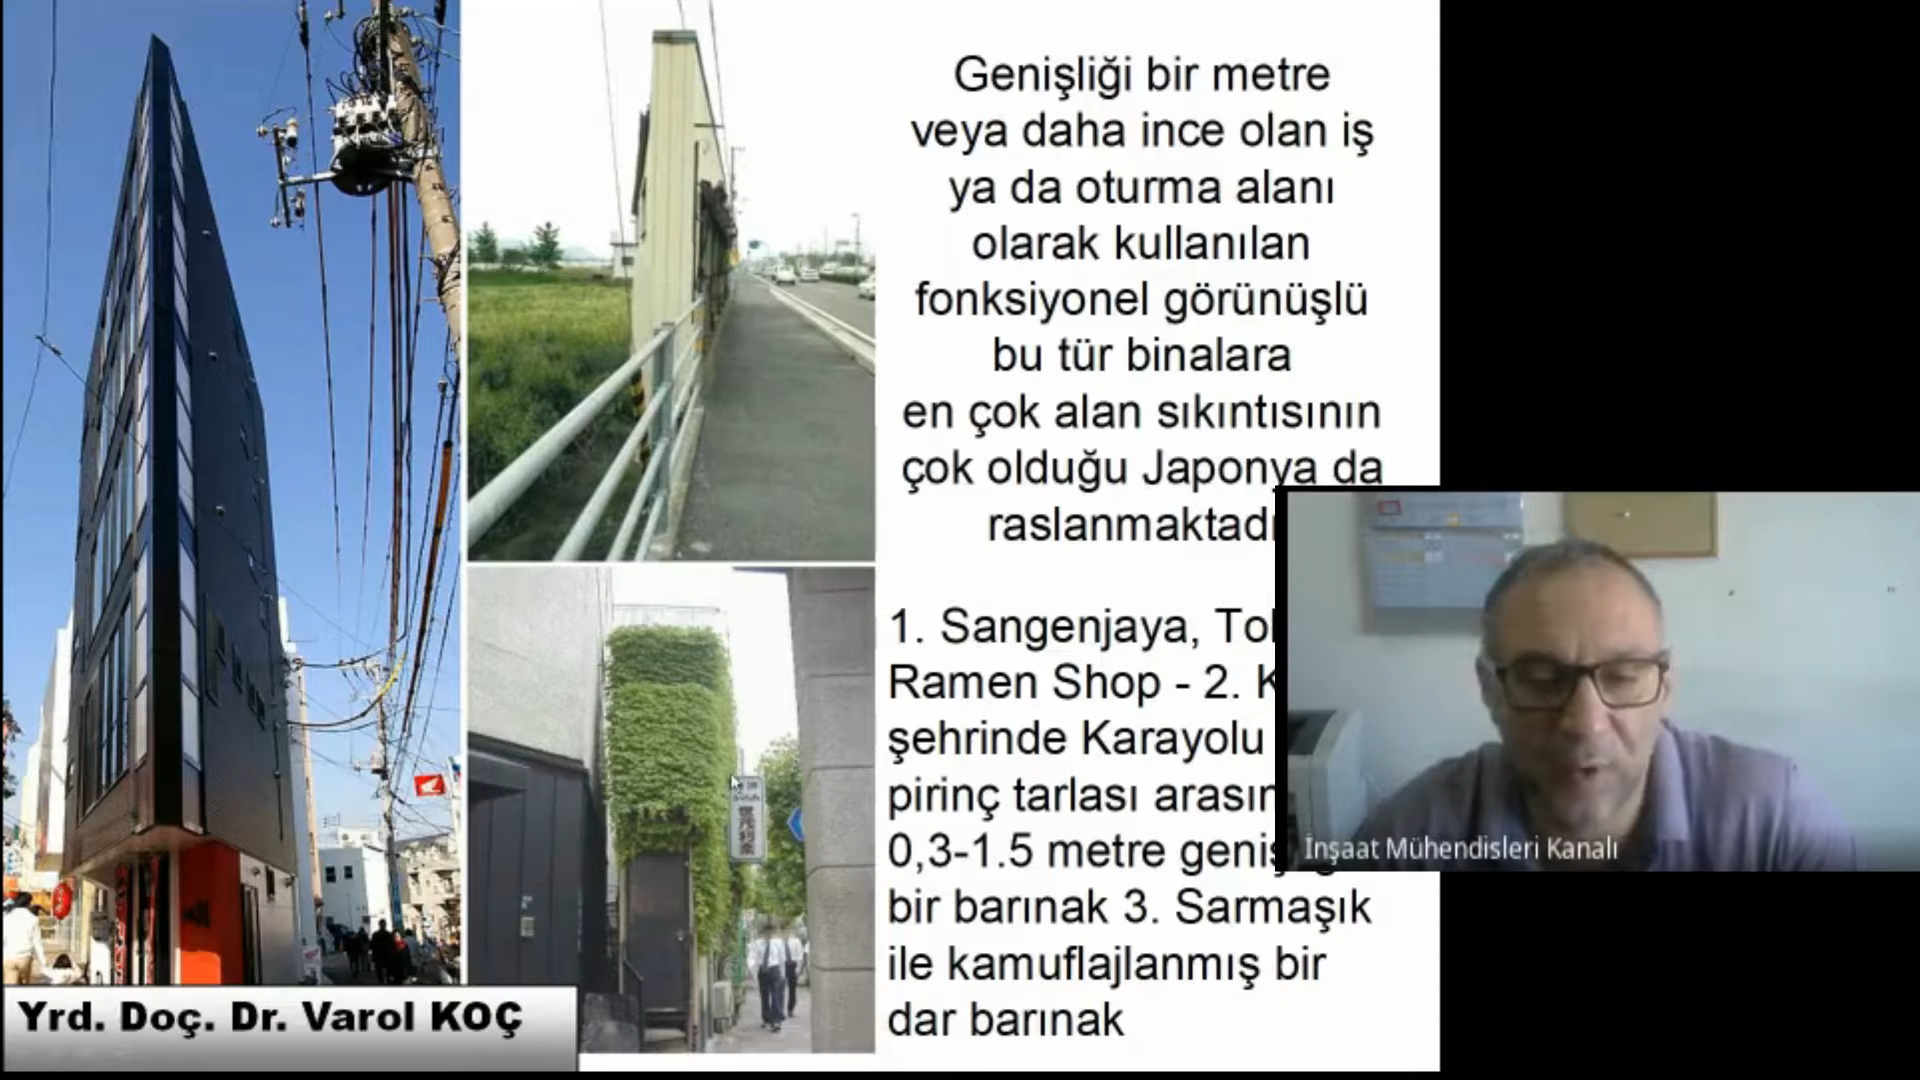 Genişliği bir metre
veya daha ince olan iş
ya da oturma alanı
olarak kullanılan
fonksiyonel görünüşlü
bu tür binalara
en çok alan sıkıntısının
çok olduğu Japonya da
1. Sangenjaya,
Ramen Shop - 2.
şehrinde Karayolu
pirinç tarlası
0,3-1.5 metre
bir barınak 3. Sarmaşık
ile kamuflajlanmış bir
dar barınak
Yrd. Doç. Dr. Varol KOÇ
İnşaat Mühendisleri Kanalı